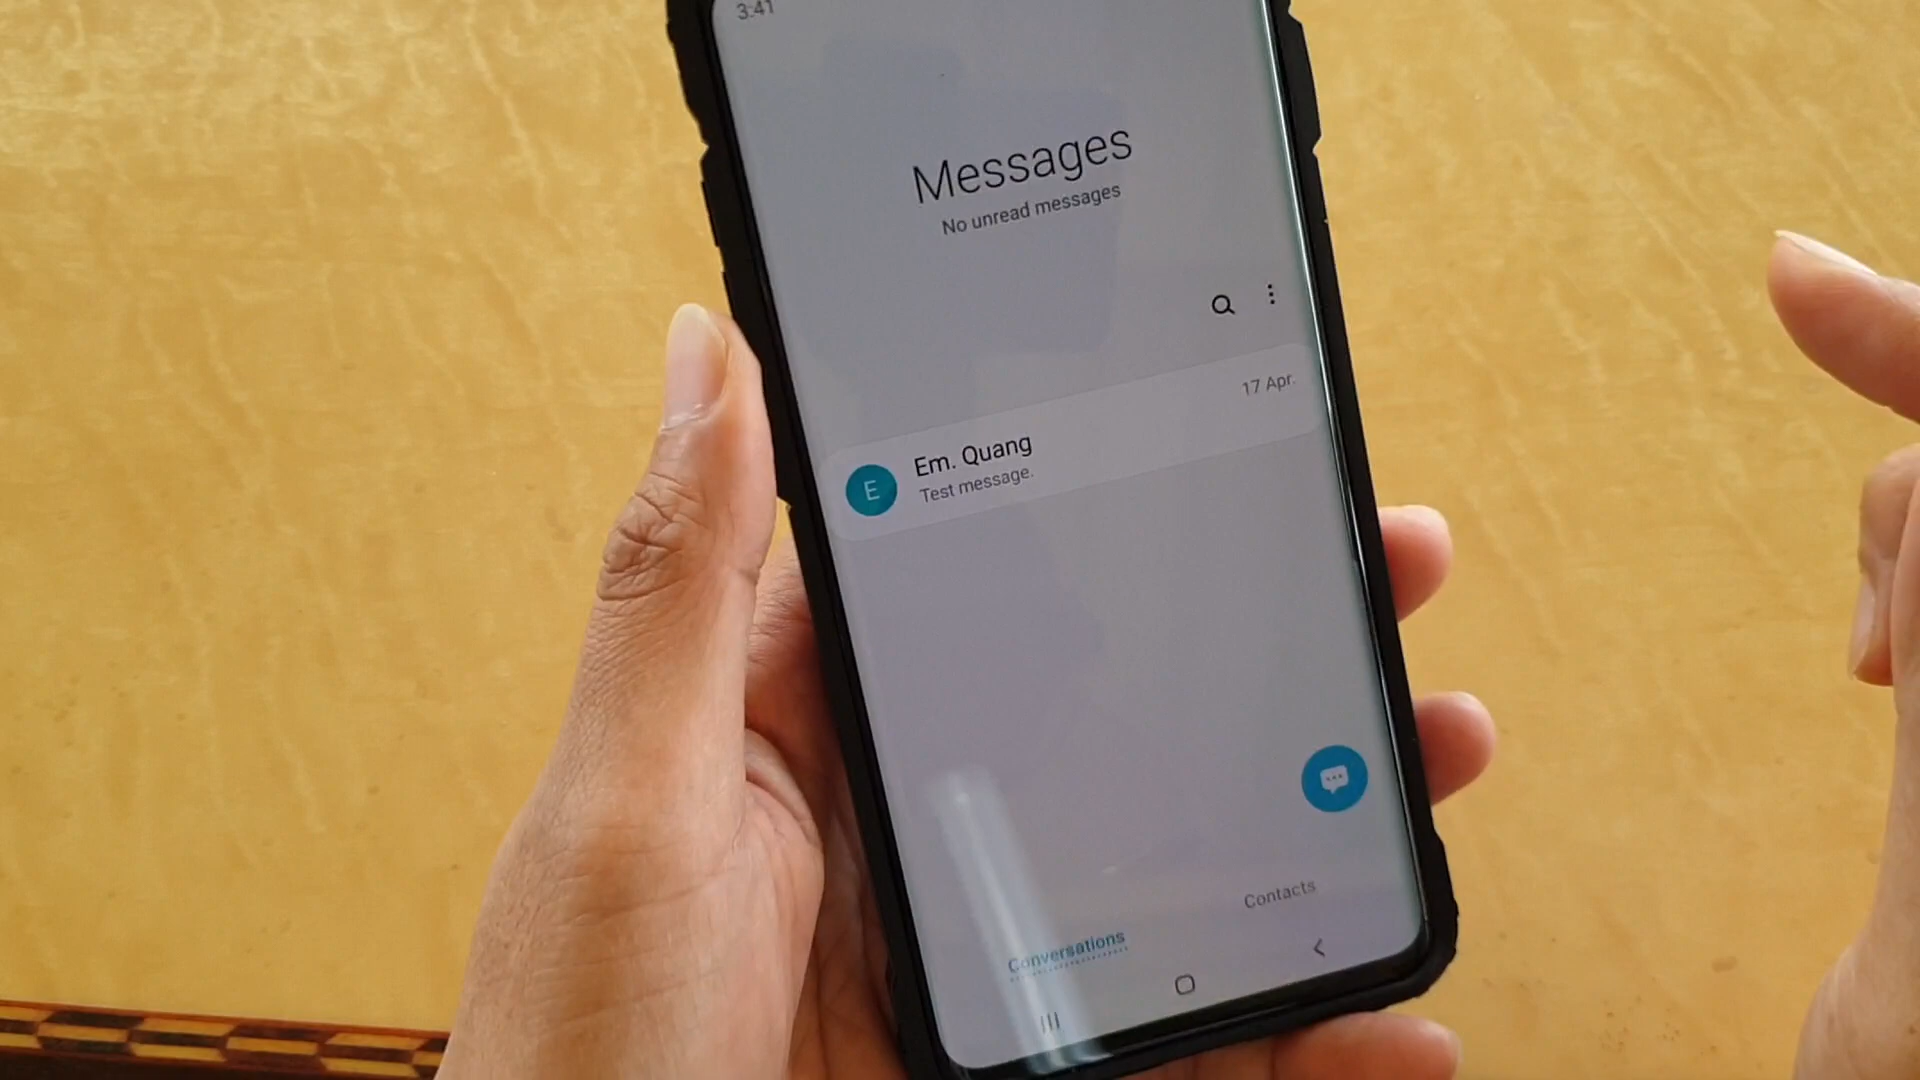 3:41
Messages
No unread messages
17 Apr.
E
Em. Quang
Test message.
Contacts
Conversations